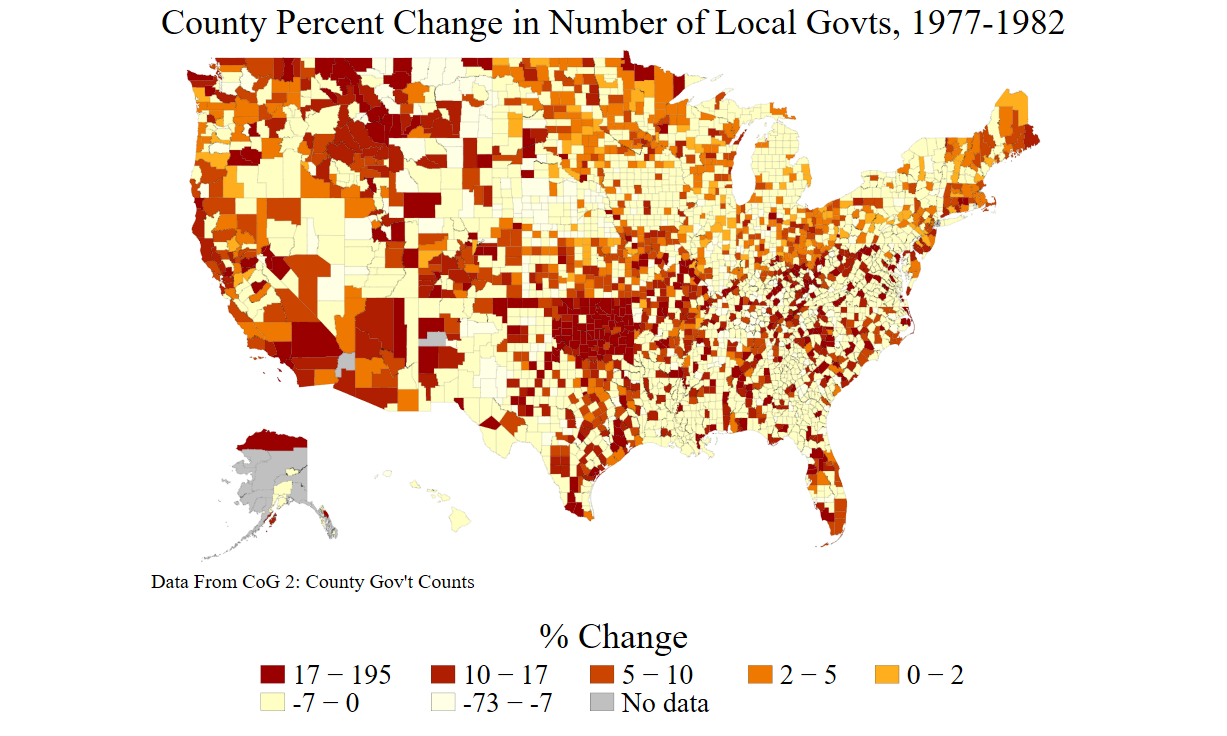 County Percent Change in Number of Local Govts, 1977-1982
Data From CoG 2: County Gov't Counts
% Change
17 − 195 10 − 17 5 − 10 2 − 5 0 − 2
-7 − 0 -73 − -7 No data